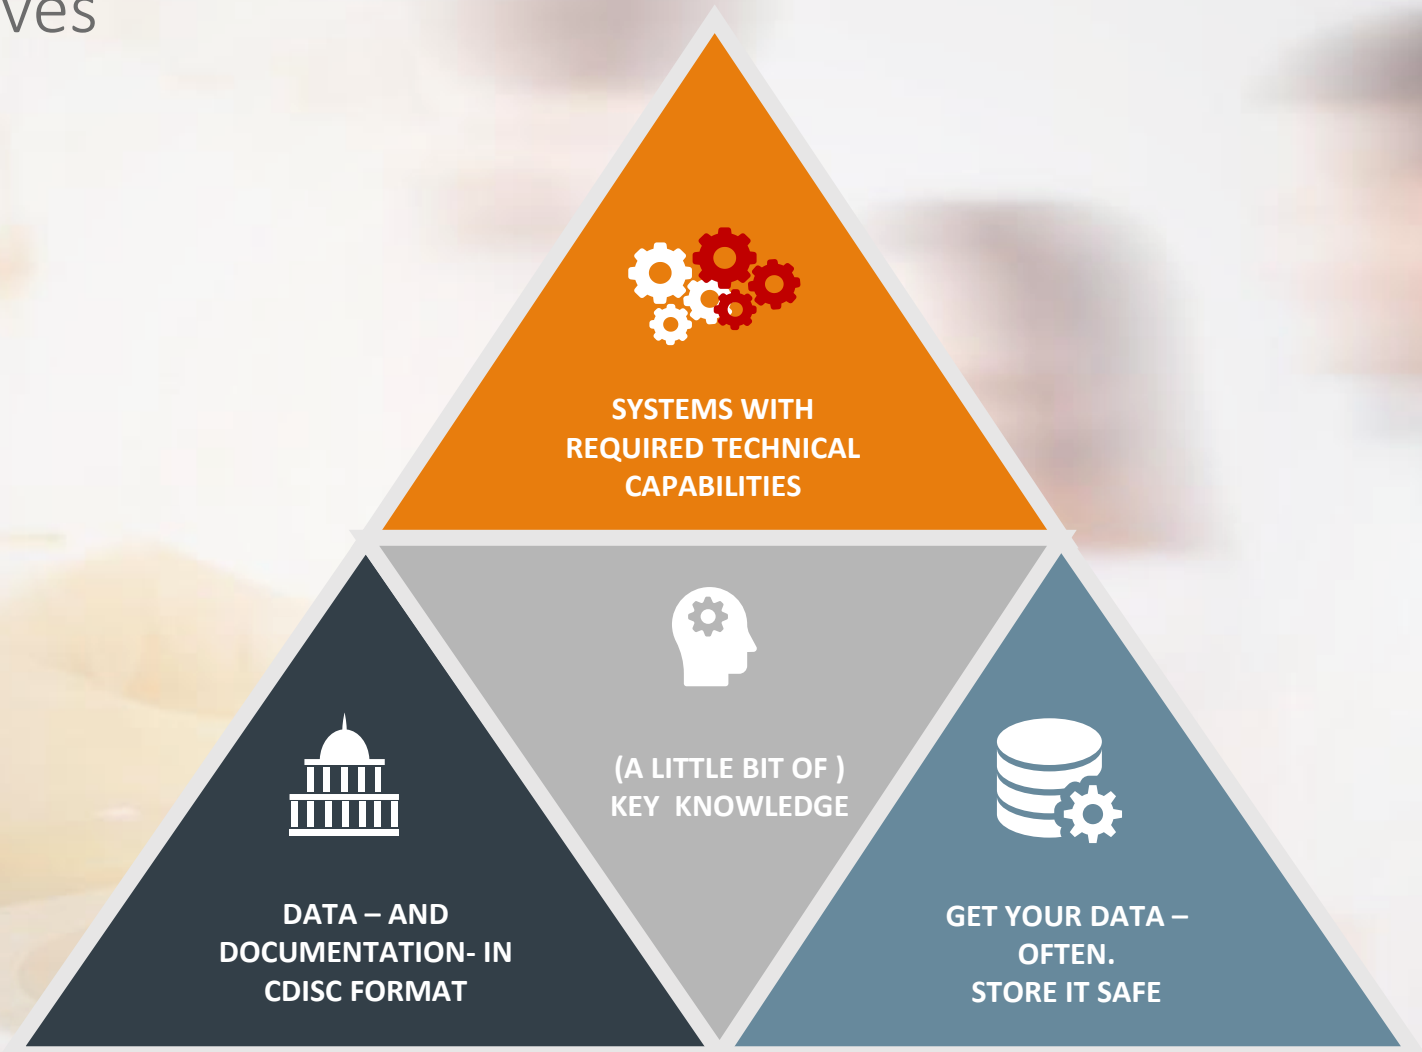 SYSTEMS WITH
REQUIRED TECHNICAL
CAPABILITIES
(A LITTLE BIT OF )
KEY  KNOWLEDGE
DATA – AND
DOCUMENTATION- IN
CDISC FORMAT
GET YOUR DATA –
OFTEN.
STORE IT SAFE